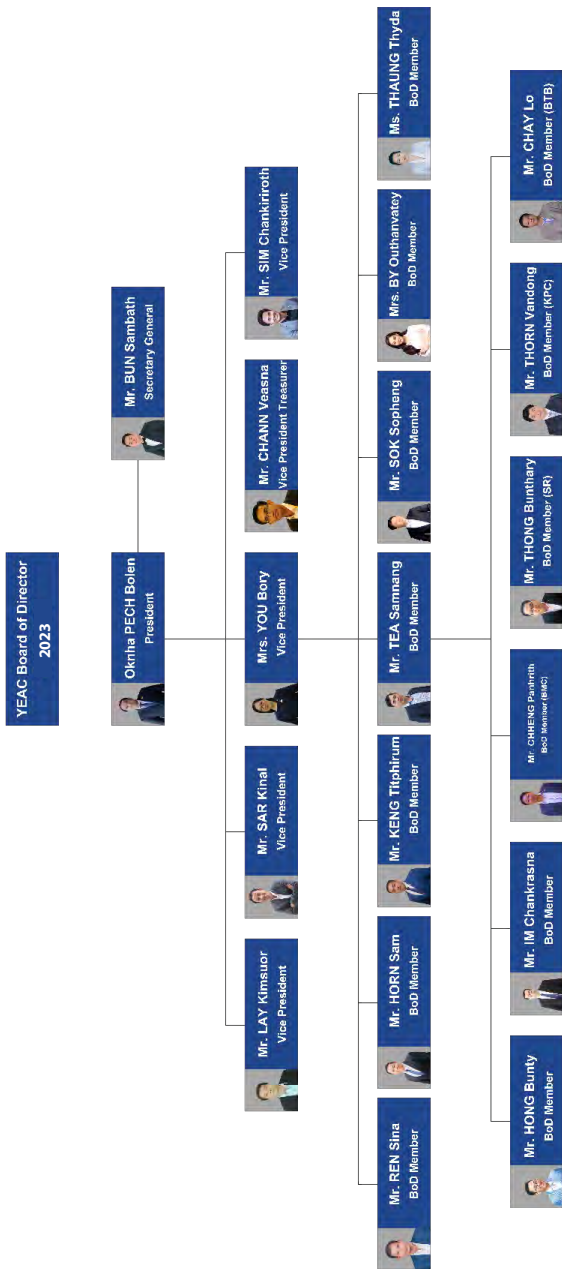 YEAC Board of Director
2023
Oknha PECH Bolen
President
Mr. BUN Sambath
Secretary General
Mr. LAY Kimsuor
Vice President
Mr. SAR Kinal
Vice President
Mrs. YOU Bory
Vice President
Mr. CHANN Veasna
Vice President Treasurer
Mr. SIM Chankiriroth
Vice President
Mr. REN Sina
BoD Member
Mr. HORN Sam
BoD Member
Mr. KENG Titphirum
BoD Member
Mr. TEA Samnang
BoD Member
Mr. SOK Sopheng
BoD Member
Mrs. BY Outhanvatey
BoD Member
Ms. THAUNG Thyda
BoD Member
Mr. HONG Bunty
BoD Member
Mr. IM Chankrasna
BoD Member
Mr. CHHENG Panhrith
BoD Member (BMC)
Mr. THONG Bunthary
BoD Member (SR)
Mr. THORN Vandong
BoD Member (KPC)
Mr. CHAY Lo
BoD Member (BTB)